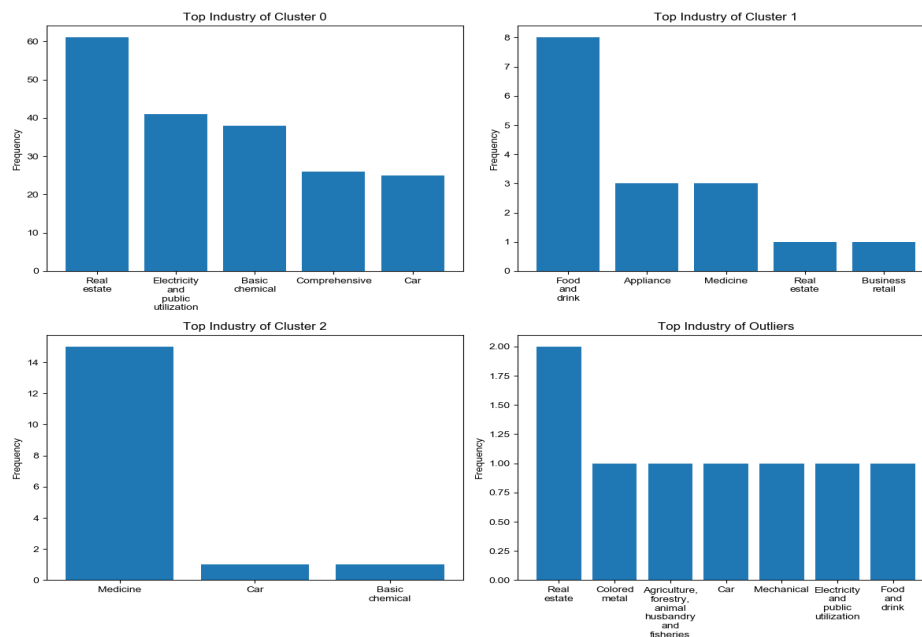 Top Industry of Cluster 0
Frequency
60
50
40
30
20
10
0
Real
estate
Electricity
and
public
utilization
Basic
chemical
Comprehensive
Car
Top Industry of Cluster 1
Frequency
8
7
6
5
4
3
2
1
0
Food
and
drink
Appliance
Medicine
Real
estate
Business
retail
Top Industry of Cluster 2
Frequency
14
12
10
8
6
4
2
0
Medicine
Car
Basic
chemical
Top Industry of Outliers
Frequency
2.00
1.75
1.50
1.25
1.00
0.75
0.50
0.25
0.00
Real
estate
Colored
metal
Agriculture,
forestry,
animal
husbandry
and
fisheries
Car
Mechanical
Electricity
and
public
utilization
Food
and
drink